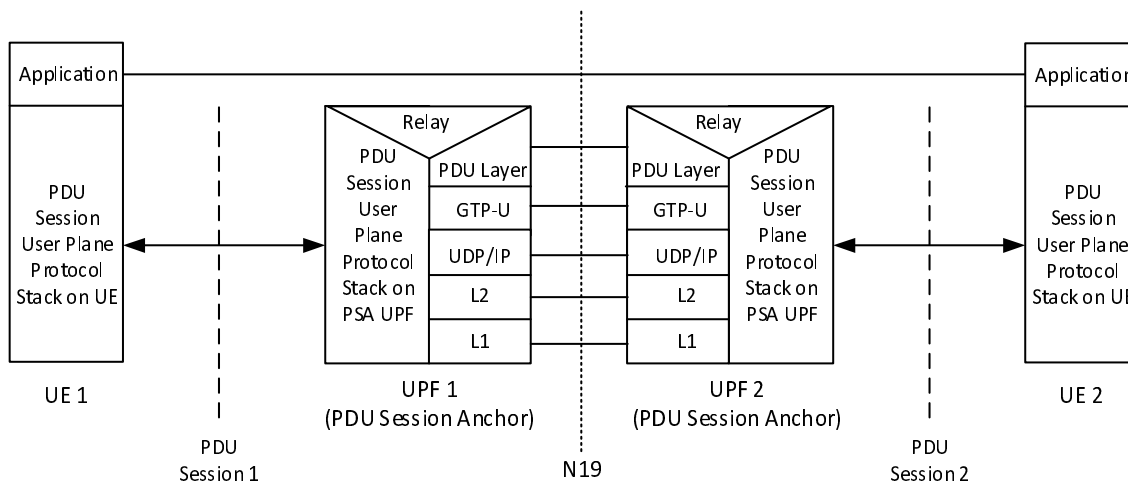 Application
PDU
Session
User Plane
Protocol
Stack on UE
UE 1
PDU
Session 1
Relay
PDU
Session
User
Plane
Protocol
Stack on
PSA UPF
PDU Layer
GTP-U
UDP/IP
L2
L1
UPF 1
(PDU Session Anchor)
N19
Relay
PDU Layer
GTP-U
UDP/IP
L2
L1
PDU
Session
User
Plane
Protocol
Stack on
PSA UPF
UPF 2
(PDU Session Anchor)
PDU
Session 2
Application
PDU
Session
User Plane
Protocol
Stack on UE
UE 2